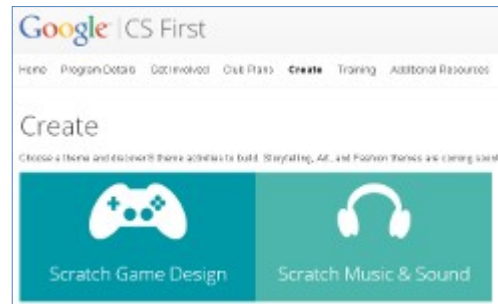 Google | CS First
Home Program Details Get Involved Club Plans Create Training Additional Resources
Create
Choose a theme and discover 8 theme activities to build. Storytelling, Art, and Fashion themes are coming soon!
Scratch Game Design Scratch Music & Sound